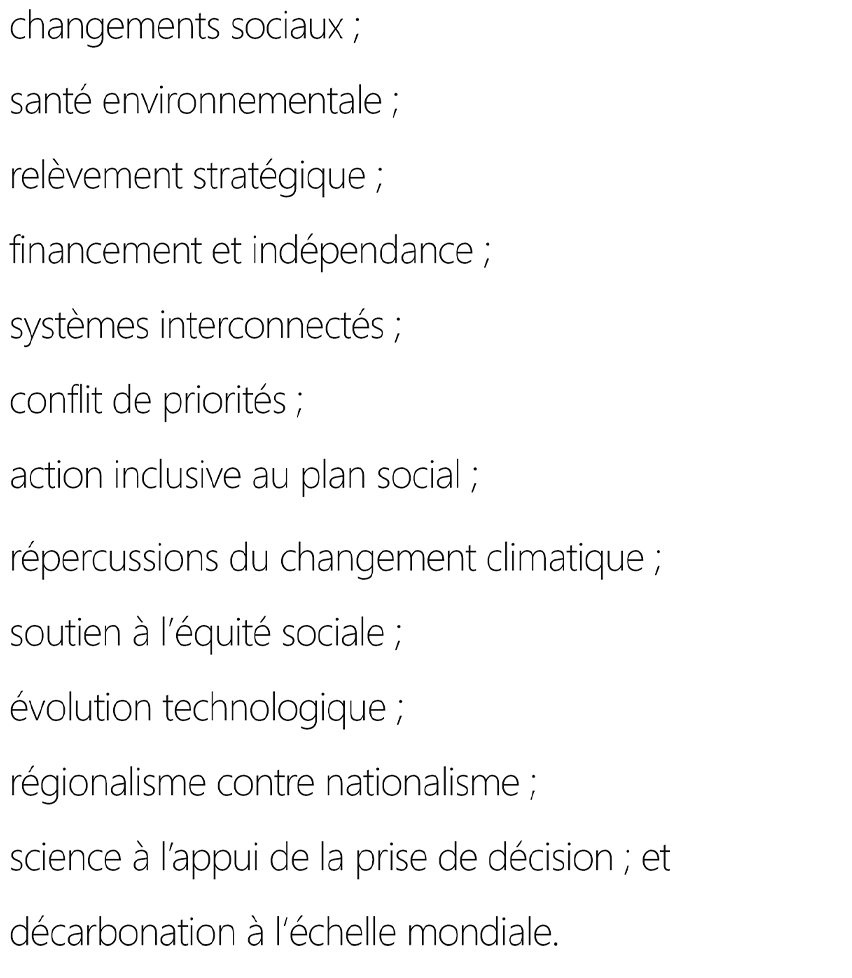 changements sociaux ;
santé environnementale ;
relèvement stratégique ;
financement et indépendance ;
systèmes interconnectés ;
conflit de priorités ;
action inclusive au plan social ;
répercussions du changement climatique ;
soutien à l’équité sociale ;
évolution technologique ;
régionalisme contre nationalisme ;
science à l’appui de la prise de décision ; et
décarbonation à l’échelle mondiale.